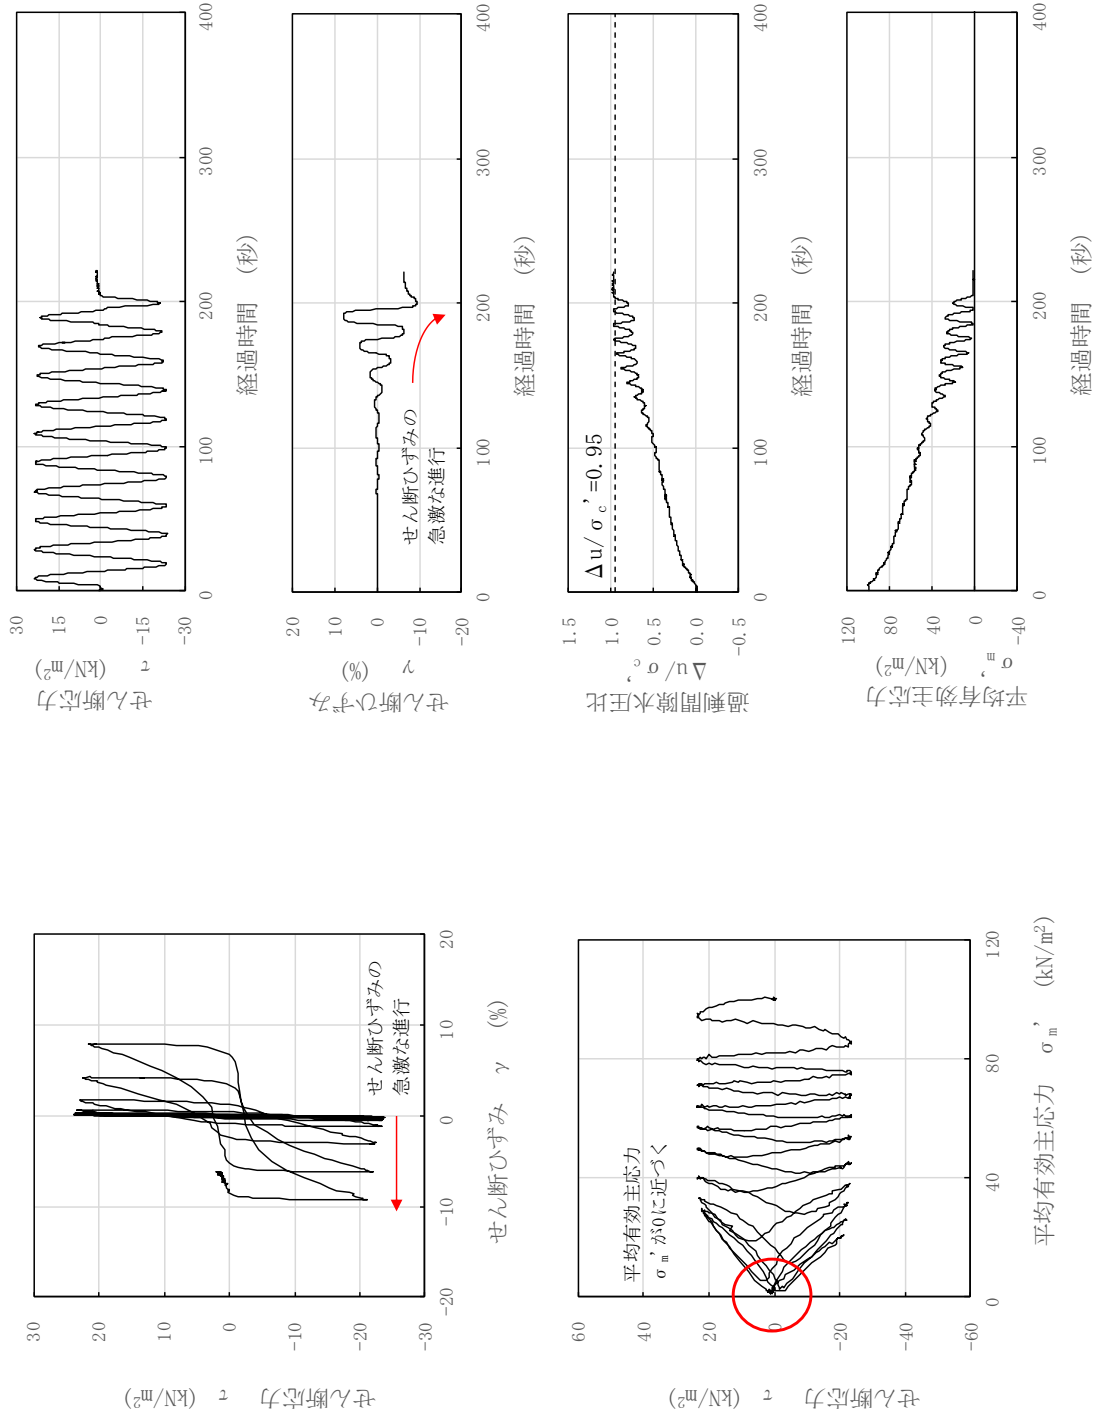 せん断応力 τ (kN/m²)
30
20
10
0
-10
-20
-30
-20
-10
0
10
20
せん断ひずみ γ (%)
せん断ひずみの
急激な進行
せん断応力 τ (kN/m²)
60
40
20
0
-20
-40
-60
0
40
80
120
平均有効主応力 σm' (kN/m²)
平均有効主応力
σm'が0に近づく
せん断応力
τ (kN/m²)
30
15
0
-15
-30
0
100
200
300
400
経過時間 (秒)
せん断ひずみ
γ (%)
20
10
0
-10
-20
0
100
200
300
400
経過時間 (秒)
せん断ひずみの
急激な進行
過剰間隙水圧比
Δu/σc'
1.5
1.0
0.5
0.0
-0.5
0
100
200
300
400
経過時間 (秒)
Δu/σc'=0.95
平均有効主応力
σm' (kN/m²)
120
80
40
0
-40
0
100
200
300
400
経過時間 (秒)